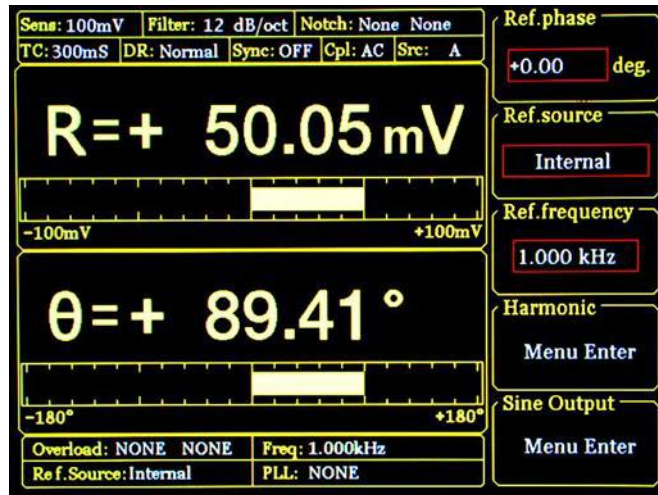 Sens: 100mV Filter: 12 dB/oct Notch: None None
TC: 300mS DR: Normal Sync: OFF Cpl: AC Src: A
R=+ 50.05 mV
-100mV +100mV
θ=+ 89.41 °
-180° +180°
Overload: NONE NONE Freq: 1.000kHz
Ref.Source: Internal PLL: NONE
Ref.phase
+0.00 deg.
Ref.source
Internal
Ref.frequency
1.000 kHz
Harmonic
Menu Enter
Sine Output
Menu Enter